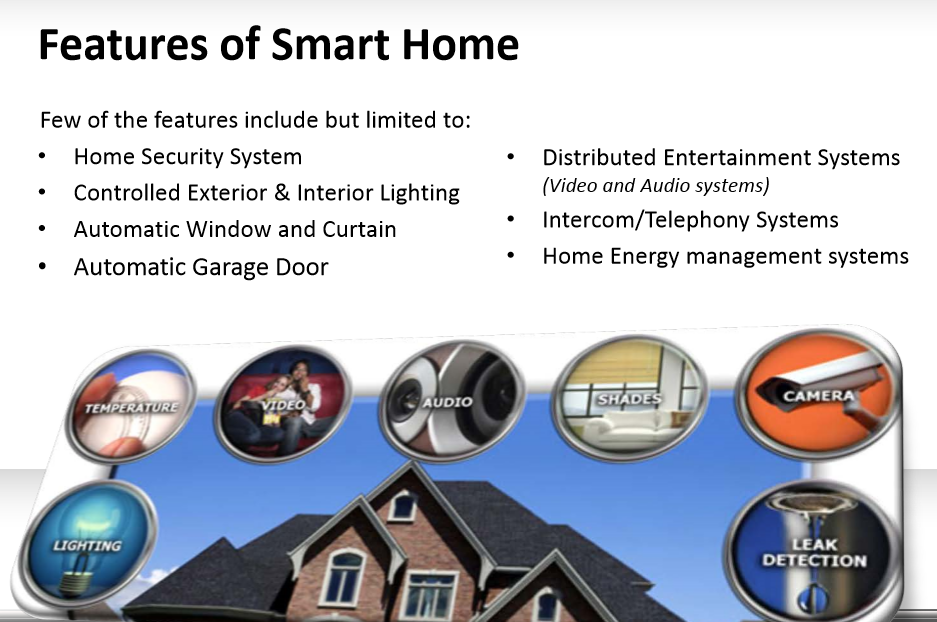 Features of Smart Home
Few of the features include but limited to:
• Home Security System
• Controlled Exterior & Interior Lighting
• Automatic Window and Curtain
• Automatic Garage Door
• Distributed Entertainment Systems
(Video and Audio systems)
• Intercom/Telephony Systems
• Home Energy management systems
TEMPERATURE
VIDEO
AUDIO
SHADES
CAMERA
LIGHTING
LEAK
DETECTION